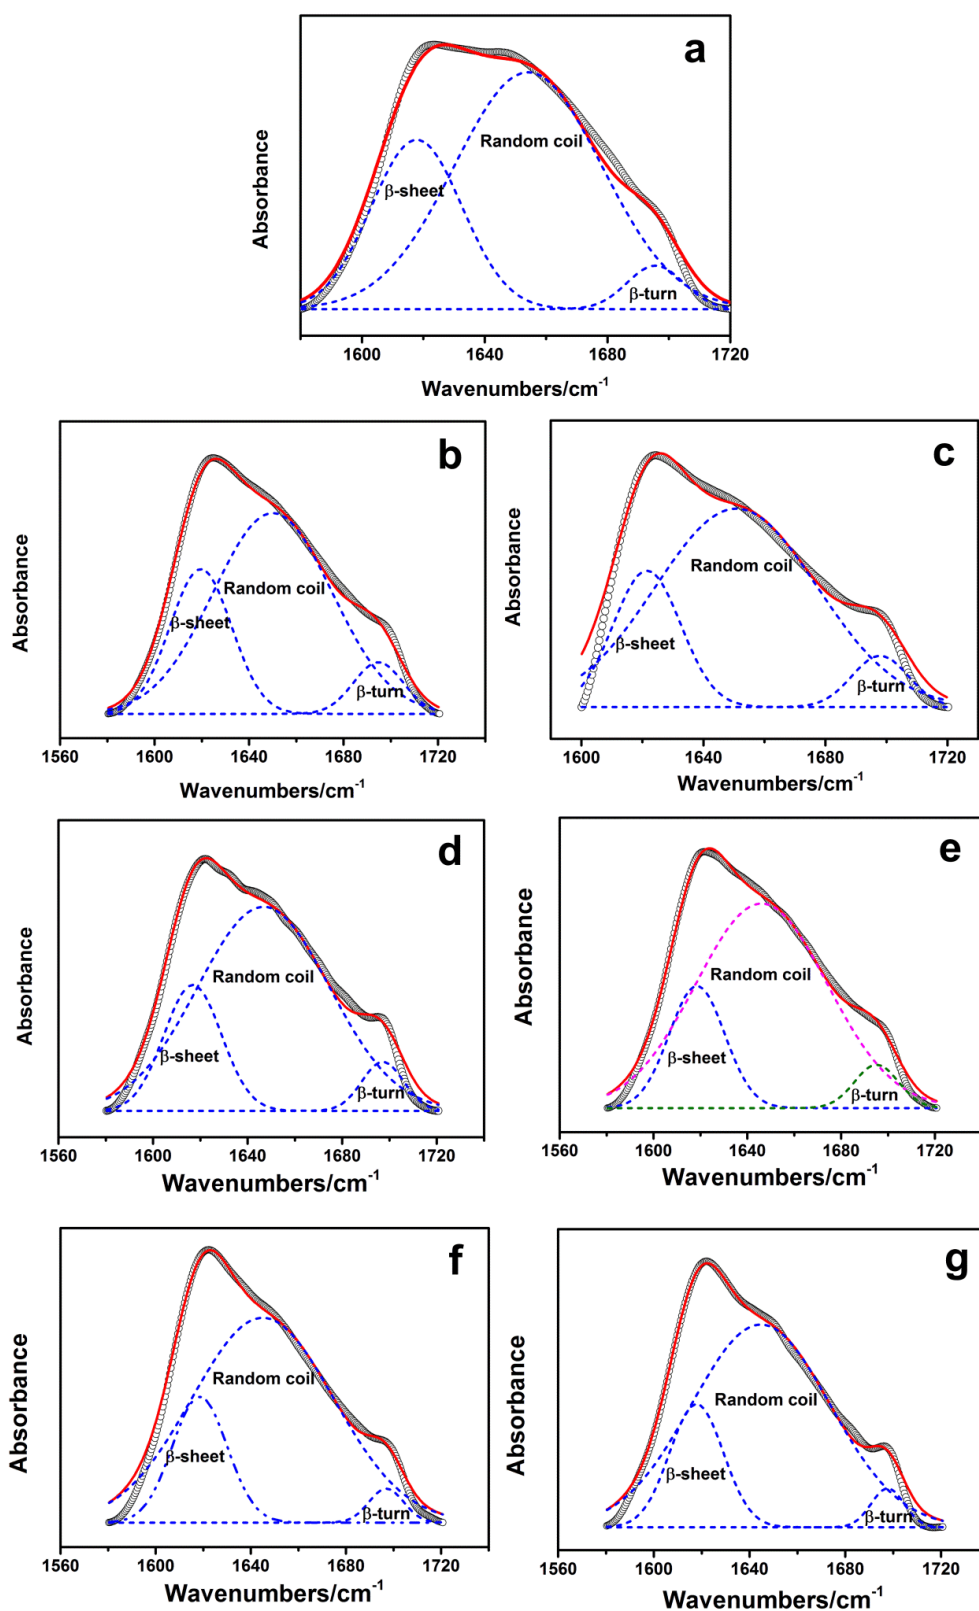 a
Absorbance
Random coil
β-sheet
β-turn
1600 1640 1680 1720
Wavenumbers/cm⁻¹
b
Absorbance
Random coil
β-sheet
β-turn
1560 1600 1640 1680 1720
Wavenumbers/cm⁻¹
c
Absorbance
Random coil
β-sheet
β-turn
1600 1640 1680 1720
Wavenumbers/cm⁻¹
d
Absorbance
Random coil
β-sheet
β-turn
1560 1600 1640 1680 1720
Wavenumbers/cm⁻¹
e
Absorbance
Random coil
β-sheet
β-turn
1560 1600 1640 1680 1720
Wavenumbers/cm⁻¹
f
Absorbance
Random coil
β-sheet
β-turn
1560 1600 1640 1680 1720
Wavenumbers/cm⁻¹
g
Absorbance
Random coil
β-sheet
β-turn
1560 1600 1640 1680 1720
Wavenumbers/cm⁻¹